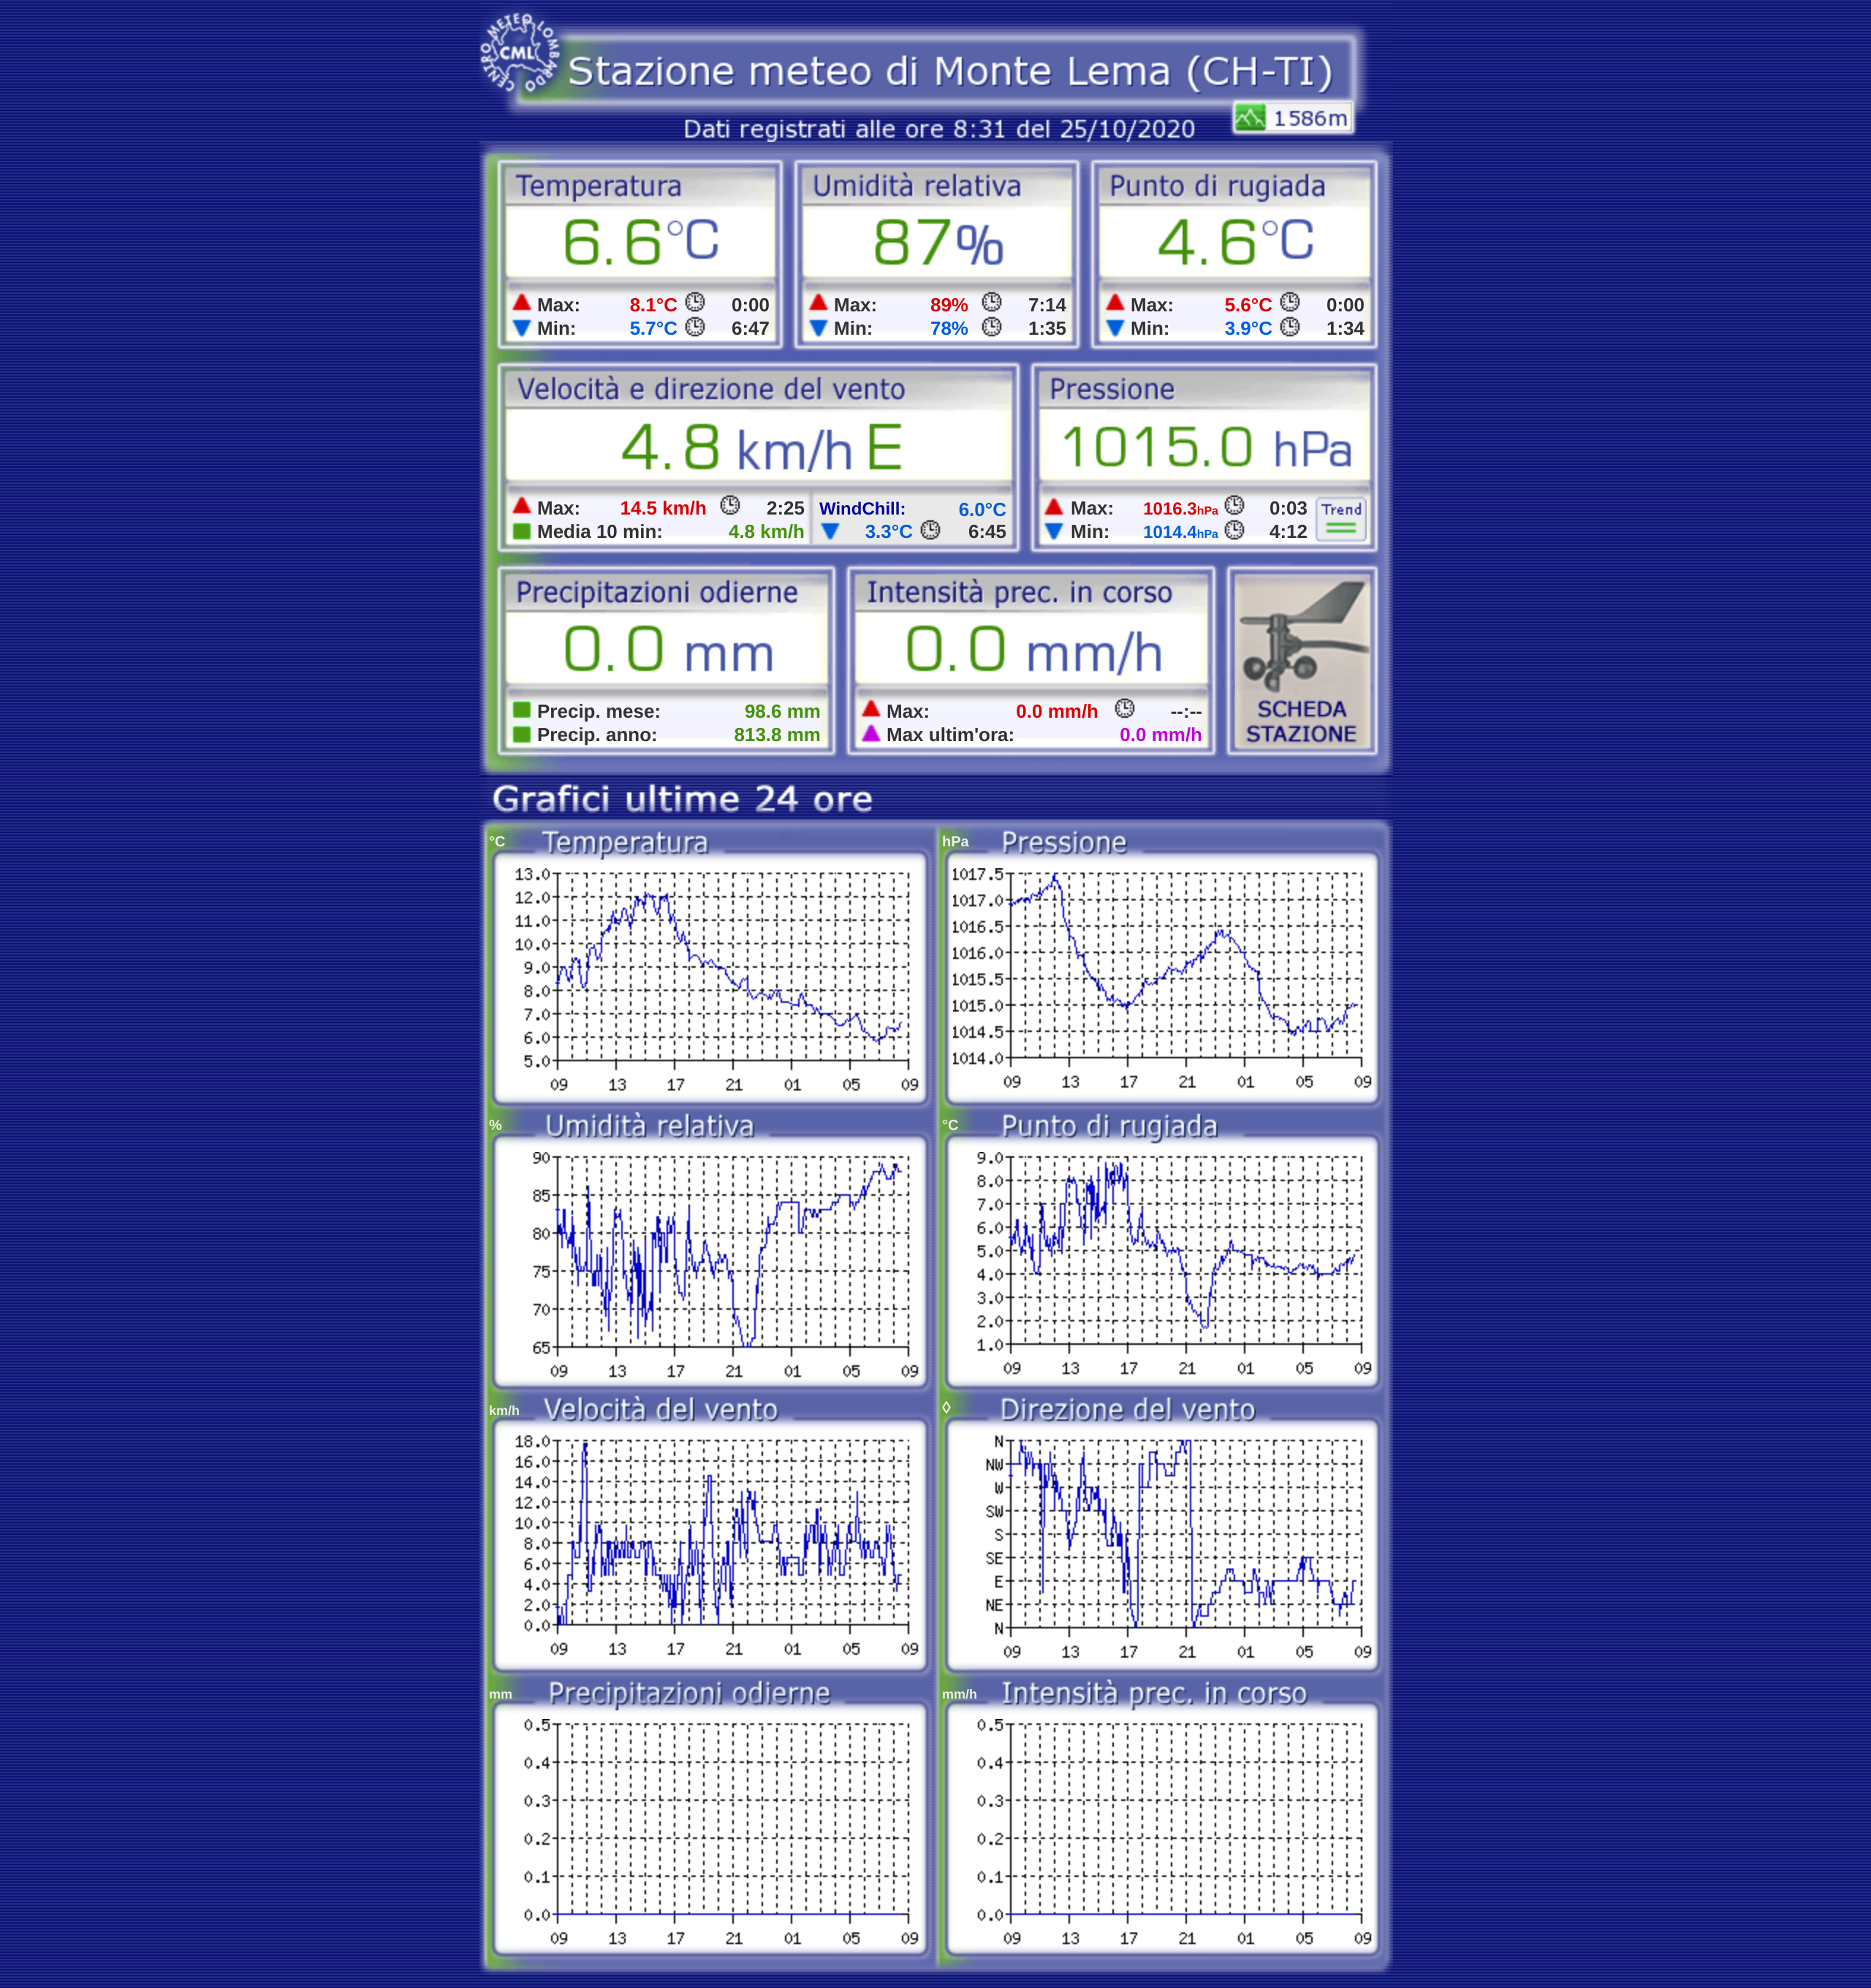 CENTRO METEO LOMBARDO
CML
Stazione meteo di Monte Lema (CH-TI)
1586m
Dati registrati alle ore 8:31 del 25/10/2020
Temperatura
6.6°C
Max: 8.1°C 0:00
Min: 5.7°C 6:47
Umidità relativa
87%
Max: 89% 7:14
Min: 78% 1:35
Punto di rugiada
4.6°C
Max: 5.6°C 0:00
Min: 3.9°C 1:34
Velocità e direzione del vento
4.8 km/h E
Max: 14.5 km/h 2:25
Media 10 min: 4.8 km/h
WindChill: 6.0°C
3.3°C 6:45
Pressione
1015.0 hPa
Max: 1016.3hPa 0:03
Min: 1014.4hPa 4:12
Trend
Precipitazioni odierne
0.0 mm
Precip. mese: 98.6 mm
Precip. anno: 813.8 mm
Intensità prec. in corso
0.0 mm/h
Max: 0.0 mm/h --:--
Max ultim'ora: 0.0 mm/h
SCHEDA
STAZIONE
Grafici ultime 24 ore
°C Temperatura
13.0
12.0
11.0
10.0
9.0
8.0
7.0
6.0
5.0
09 13 17 21 01 05 09
hPa Pressione
1017.5
1017.0
1016.5
1016.0
1015.5
1015.0
1014.5
1014.0
09 13 17 21 01 05 09
% Umidità relativa
90
85
80
75
70
65
09 13 17 21 01 05 09
°C Punto di rugiada
9.0
8.0
7.0
6.0
5.0
4.0
3.0
2.0
1.0
09 13 17 21 01 05 09
km/h Velocità del vento
18.0
16.0
14.0
12.0
10.0
8.0
6.0
4.0
2.0
0.0
09 13 17 21 01 05 09
◊ Direzione del vento
N
NW
W
SW
S
SE
E
NE
N
09 13 17 21 01 05 09
mm Precipitazioni odierne
0.5
0.4
0.3
0.2
0.1
0.0
09 13 17 21 01 05 09
mm/h Intensità prec. in corso
0.5
0.4
0.3
0.2
0.1
0.0
09 13 17 21 01 05 09